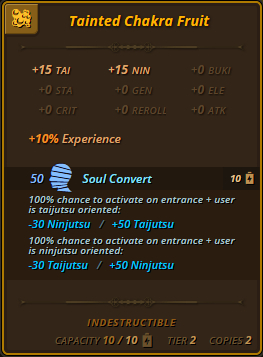 Tainted Chakra Fruit
+15 TAI +15 NIN +0 BUKI
+0 STA +0 GEN +0 ELE
+0 CRIT +0 REROLL +0 ATK
+10% Experience
50 Soul Convert 10
100% chance to activate on entrance + user
is taijutsu oriented:
-30 Ninjutsu / +50 Taijutsu
100% chance to activate on entrance + user
is ninjutsu oriented:
-30 Taijutsu / +50 Ninjutsu
INDESTRUCTIBLE
CAPACITY 10 / 10 TIER 2 COPIES 2